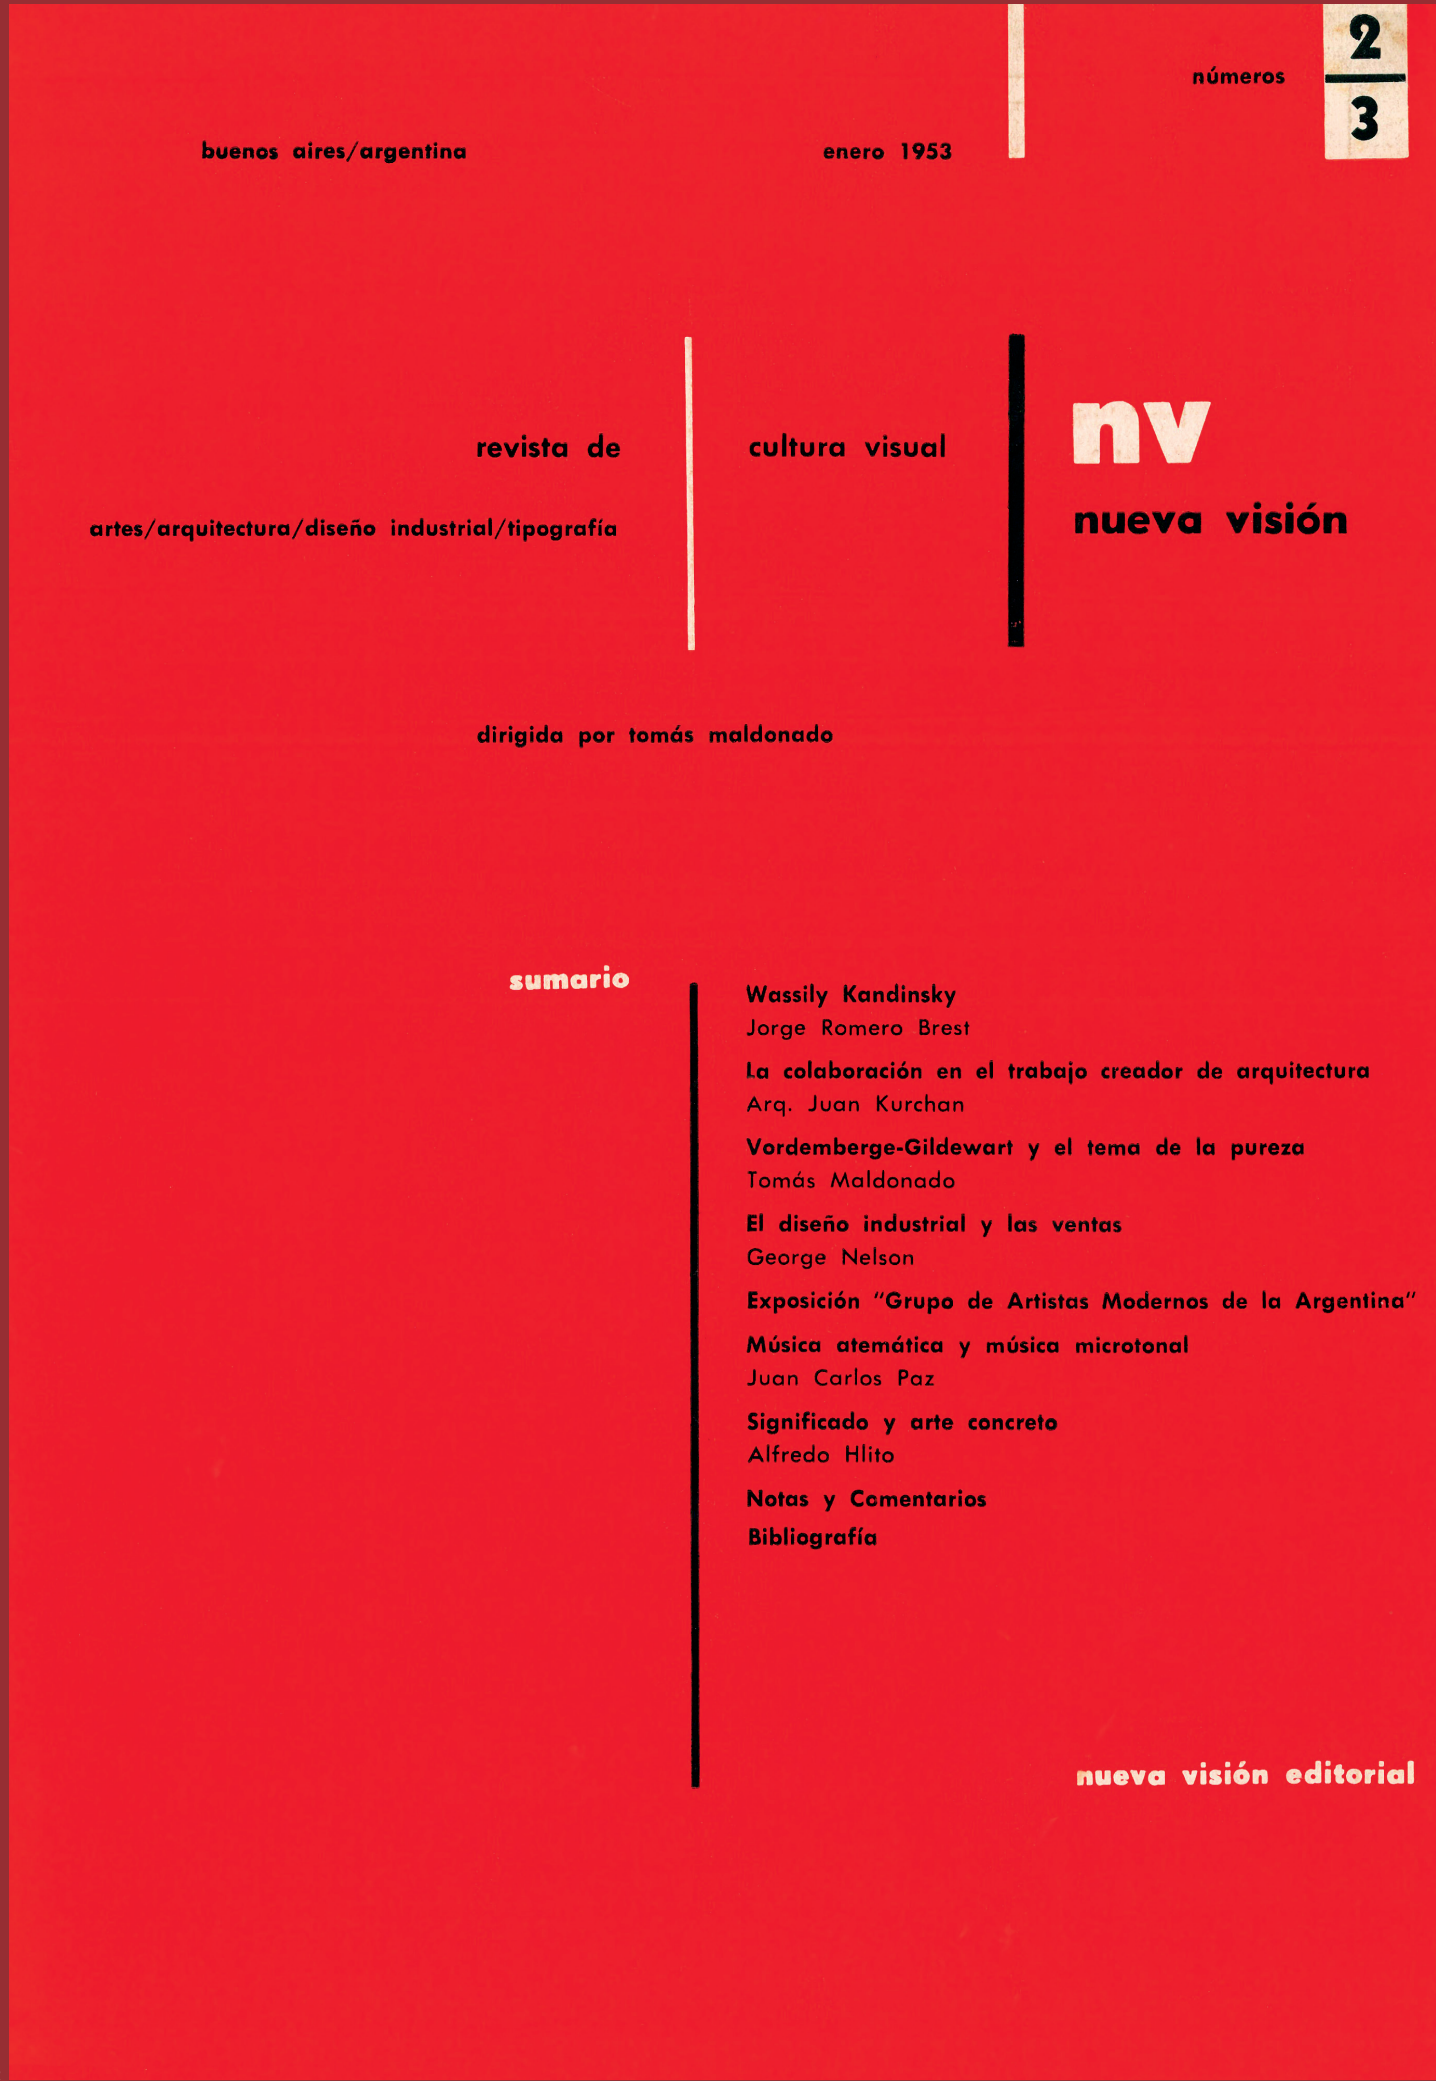 2
números
3
buenos aires/argentina
enero 1953
nv
revista de
cultura visual
nueva visión
artes/arquitectura/diseño industrial/tipografía
dirigida por tomás maldonado
sumario
Wassily Kandinsky
Jorge Romero Brest
La colaboración en el trabajo creador de arquitectura
Arq. Juan Kurchan
Vordemberge-Gildewart y el tema de la pureza
Tomás Maldonado
El diseño industrial y las ventas
George Nelson
Exposición "Grupo de Artistas Modernos de la Argentina"
Música atemática y música microtonal
Juan Carlos Paz
Significado y arte concreto
Alfredo Hlito
Notas y Comentarios
Bibliografía
nueva visión editorial